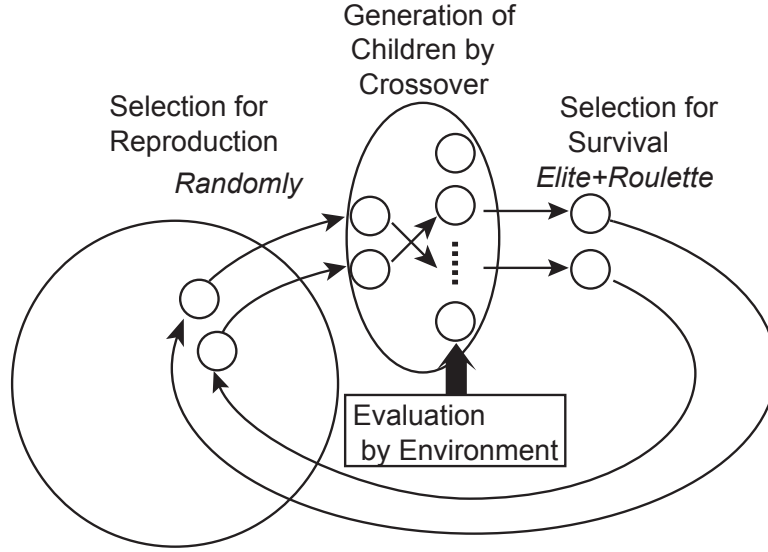 Generation of
Children by
Crossover
Selection for
Reproduction
Randomly
Selection for
Survival
Elite+Roulette
Evaluation
by Environment